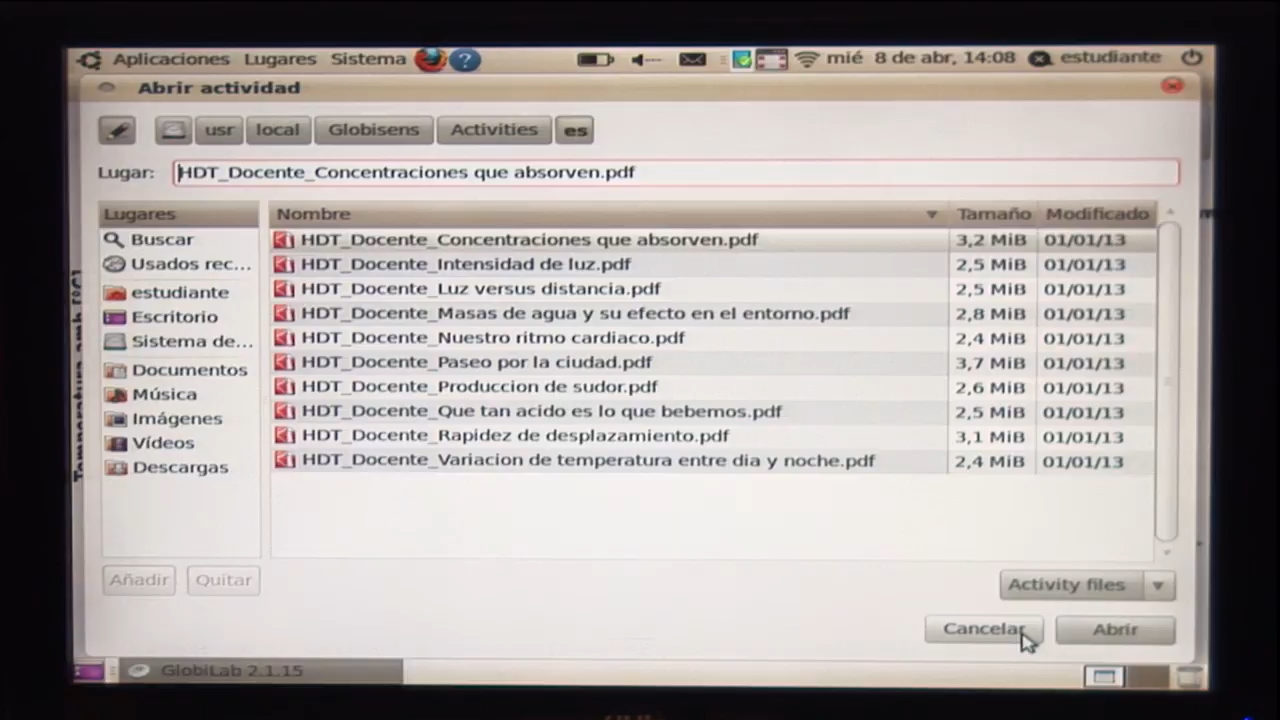 Aplicaciones Lugares Sistema ? mié 8 de abr, 14:08 estudiante
Abrir actividad
usr local Globisens Activities es
Lugar: HDT_Docente_Concentraciones que absorven.pdf
Lugares Nombre Tamaño Modificado
Buscar HDT_Docente_Concentraciones que absorven.pdf 3,2 MiB 01/01/13
Usados rec... HDT_Docente_Intensidad de luz.pdf 2,5 MiB 01/01/13
estudiante HDT_Docente_Luz versus distancia.pdf 2,5 MiB 01/01/13
Escritorio HDT_Docente_Masas de agua y su efecto en el entorno.pdf 2,8 MiB 01/01/13
Sistema de... HDT_Docente_Nuestro ritmo cardiaco.pdf 2,4 MiB 01/01/13
Documentos HDT_Docente_Paseo por la ciudad.pdf 3,7 MiB 01/01/13
Música HDT_Docente_Produccion de sudor.pdf 2,6 MiB 01/01/13
Imágenes HDT_Docente_Que tan acido es lo que bebemos.pdf 2,5 MiB 01/01/13
Vídeos HDT_Docente_Rapidez de desplazamiento.pdf 3,1 MiB 01/01/13
Descargas HDT_Docente_Variacion de temperatura entre dia y noche.pdf 2,4 MiB 01/01/13
Añadir Quitar Activity files
Cancelar Abrir
GlobiLab 2.1.15